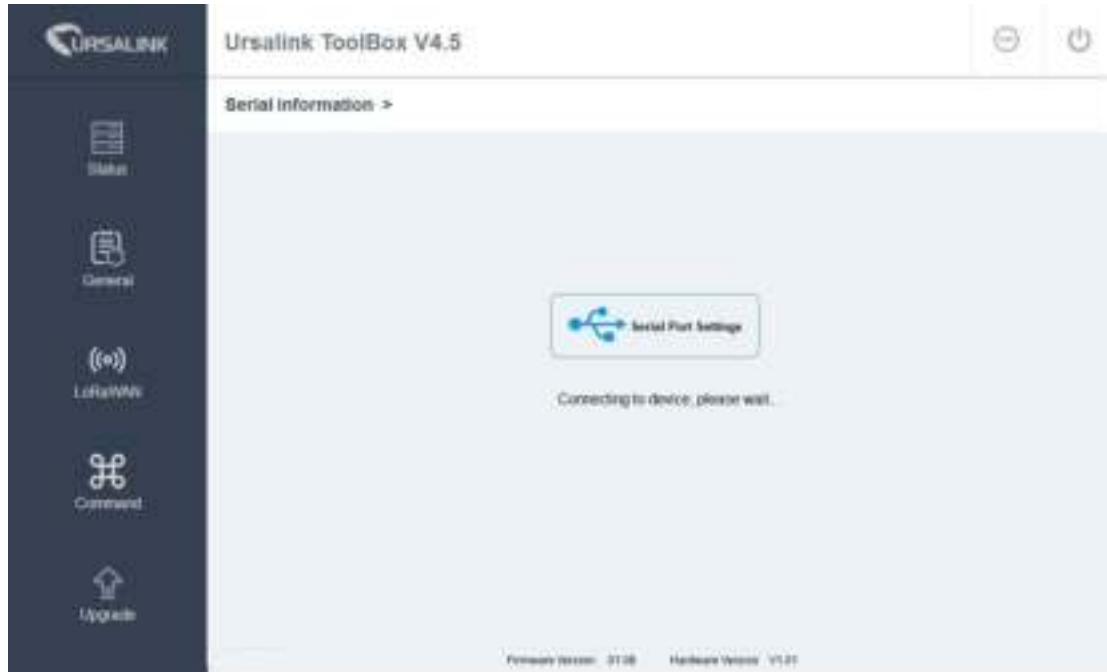 URSALINK
Ursalink ToolBox V4.5
Serial information >
Status
General
LoRaWAN
Command
Upgrade
Serial Port Settings
Connecting to device, please wait...
Firmware Version Hardware Version